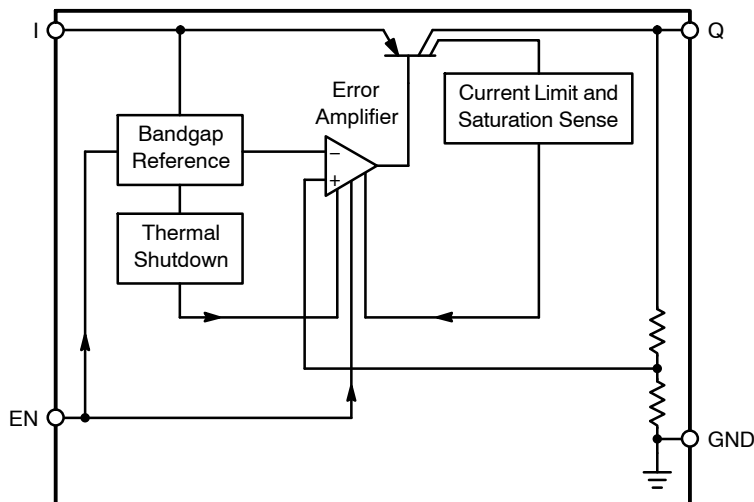 I
Q
Error
Amplifier
Current Limit and
Saturation Sense
Bandgap
Reference
−
+
Thermal
Shutdown
EN
GND